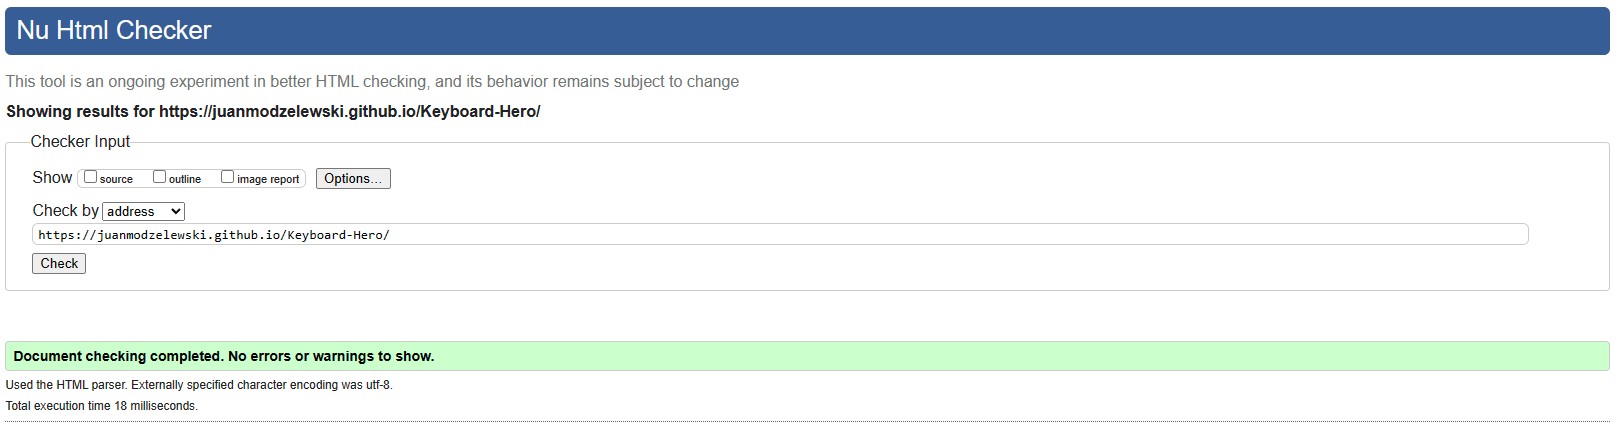 Nu Html Checker
This tool is an ongoing experiment in better HTML checking, and its behavior remains subject to change
Showing results for https://juanmodzelewski.github.io/Keyboard-Hero/
Checker Input
Show source outline image report Options...
Check by address
https://juanmodzelewski.github.io/Keyboard-Hero/
Check
Document checking completed. No errors or warnings to show.
Used the HTML parser. Externally specified character encoding was utf-8.
Total execution time 18 milliseconds.